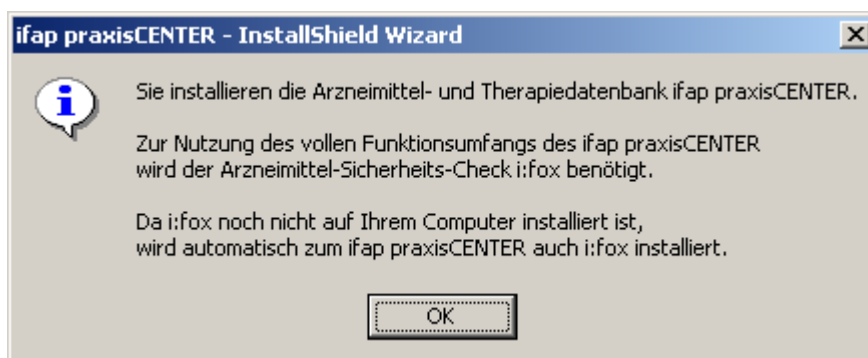 ifap praxisCENTER - InstallShield Wizard
Sie installieren die Arzneimittel- und Therapiedatenbank ifap praxisCENTER.
Zur Nutzung des vollen Funktionsumfangs des ifap praxisCENTER
wird der Arzneimittel-Sicherheits-Check i:fox benötigt.
Da i:fox noch nicht auf Ihrem Computer installiert ist,
wird automatisch zum ifap praxisCENTER auch i:fox installiert.
OK